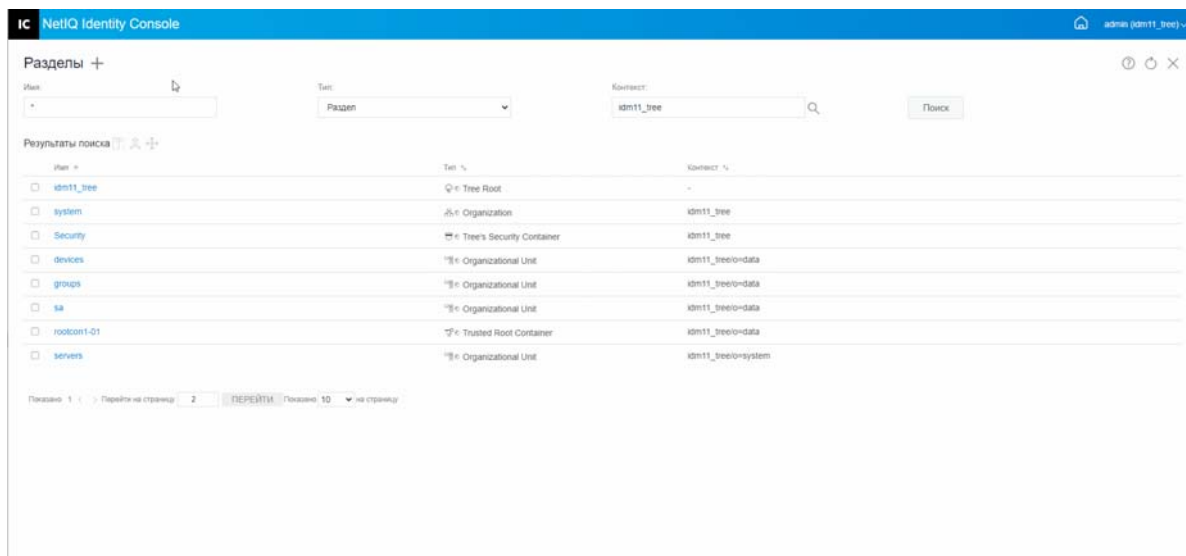 IC NetIQ Identity Console admin (idm11_tree)
Разделы +
Имя: Тип: Контекст:
* Раздел idm11_tree Поиск
Результаты поиска
Имя Тип Контекст
idm11_tree Tree Root -
system Organization idm11_tree
Security Tree's Security Container idm11_tree
devices Organizational Unit idm11_tree/o=data
groups Organizational Unit idm11_tree/o=data
sa Organizational Unit idm11_tree/o=data
rootcon1-01 Trusted Root Container idm11_tree/o=data
servers Organizational Unit idm11_tree/o=system
Показано 1 Перейти на страницу 2 ПЕРЕЙТИ Показано 10 на страницу